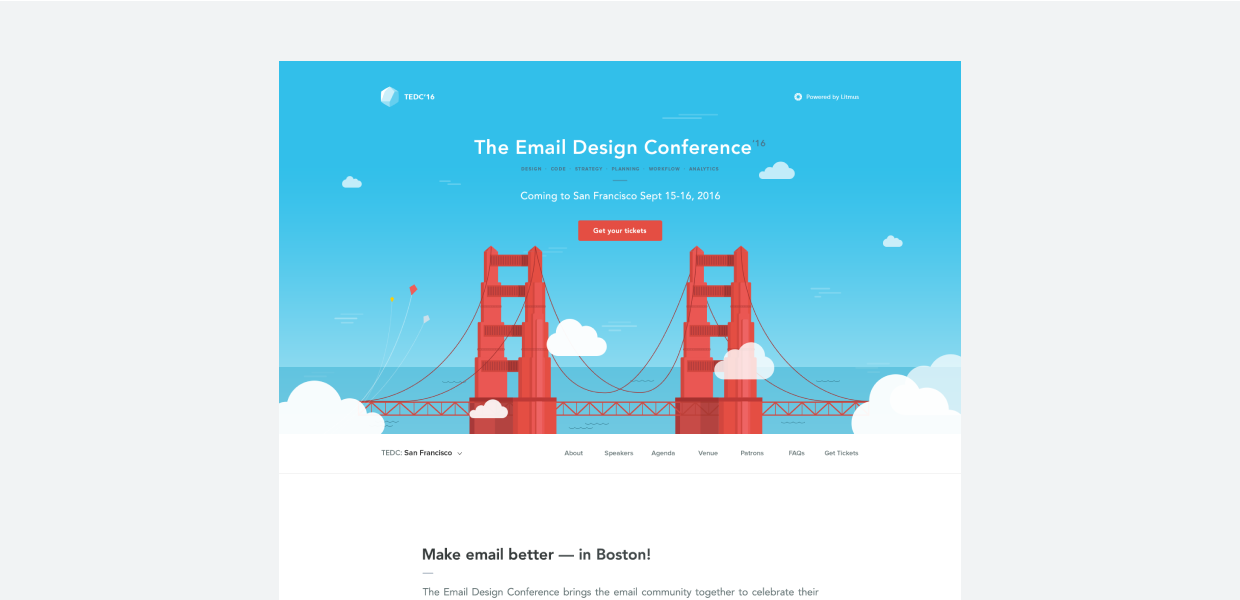 TEDC'16
Powered by Litmus
The Email Design Conference '16
DESIGN · CODE · STRATEGY · PLANNING · WORKFLOW · ANALYTICS
Coming to San Francisco Sept 15-16, 2016
Get your tickets
TEDC: San Francisco
About Speakers Agenda Venue Patrons FAQs Get Tickets
Make email better — in Boston!
The Email Design Conference brings the email community together to celebrate their